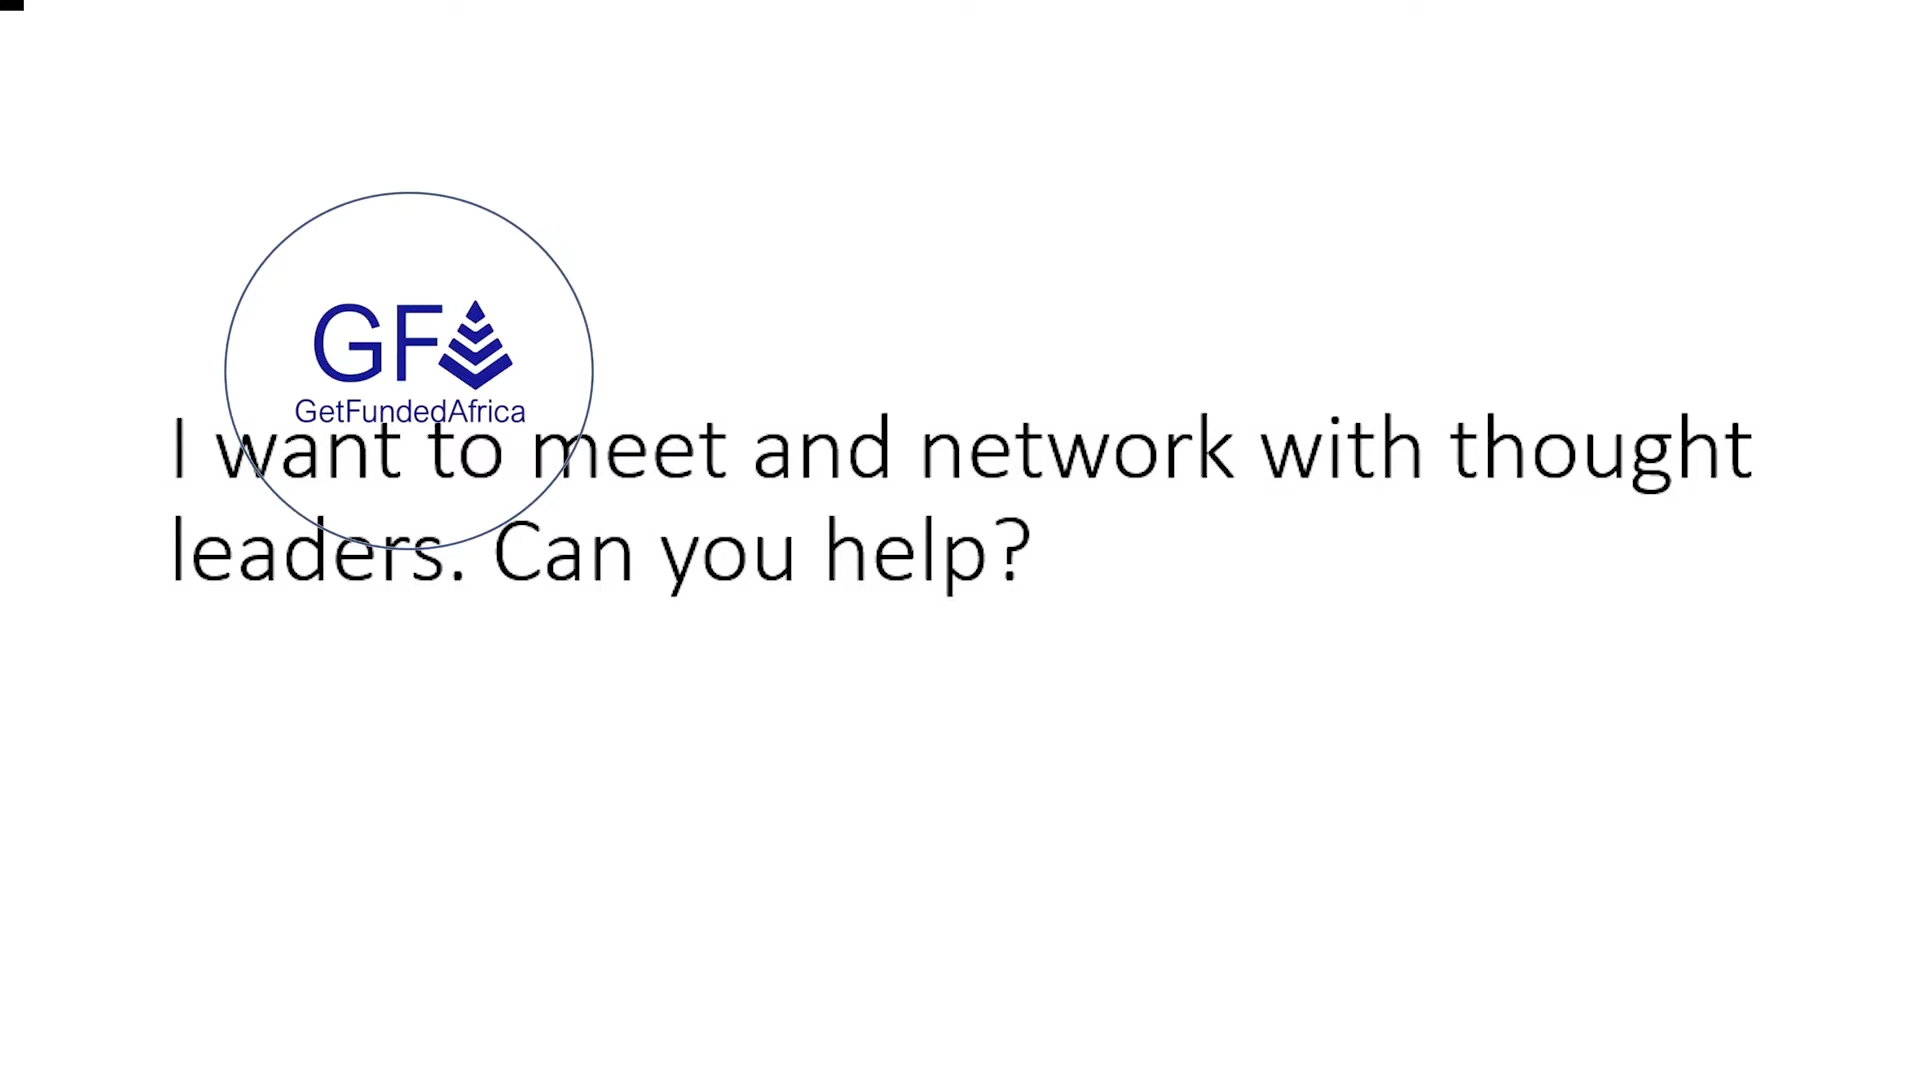 GF
GetFundedAfrica
I want to meet and network with thought
leaders. Can you help?